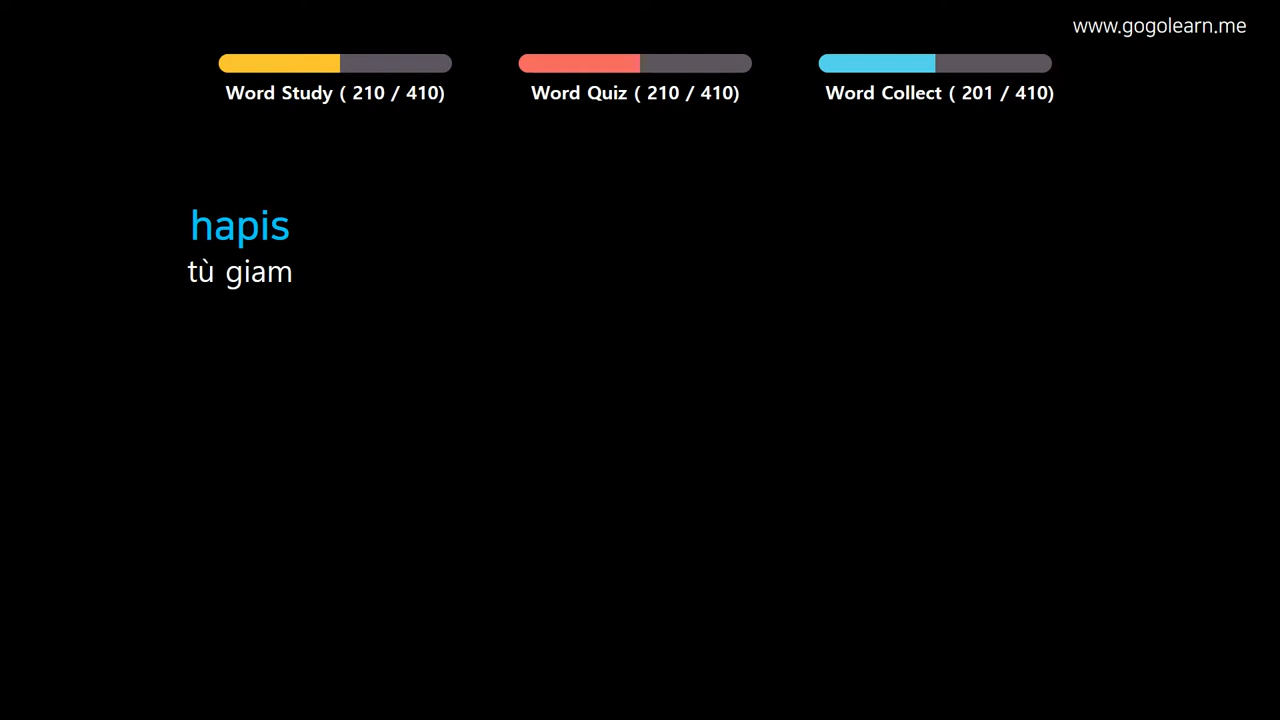 www.gogolearn.me
Word Study ( 210 / 410)
Word Quiz ( 210 / 410)
Word Collect ( 201 / 410)
hapis
tù giam